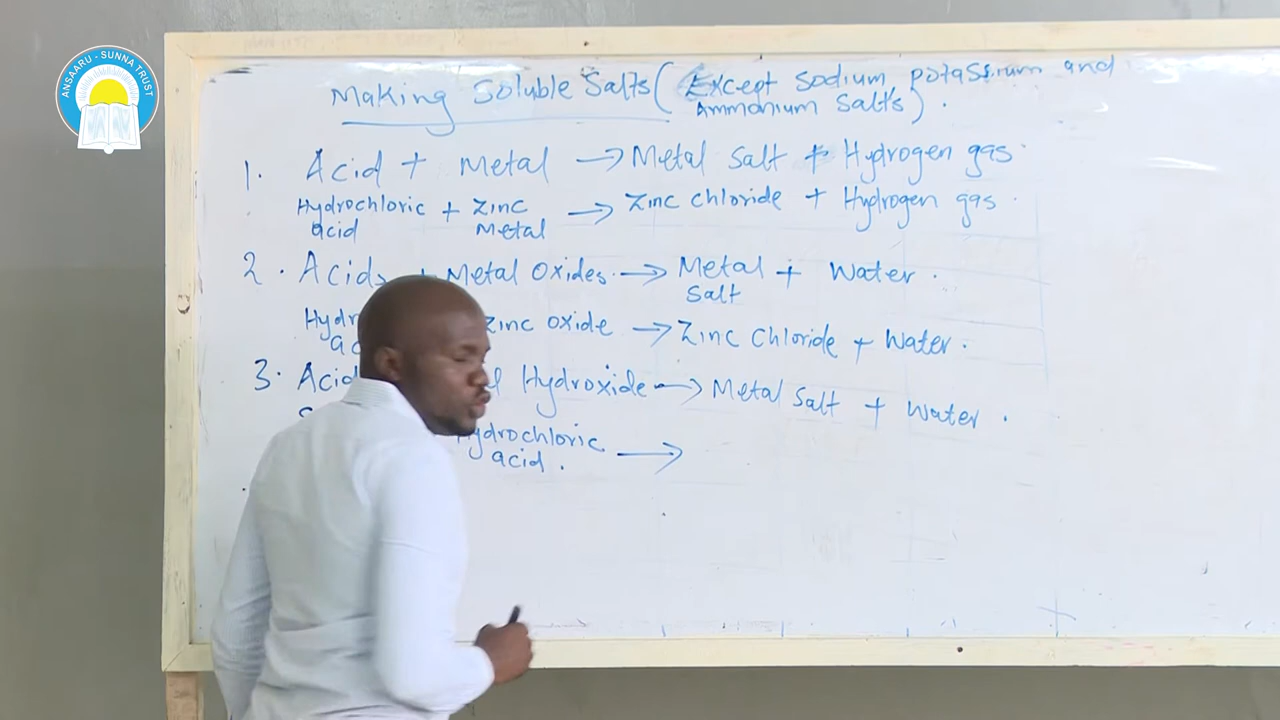 ANSAARU - SUNNA TRUST
Making Soluble Salts (Except sodium, potassium and
Ammonium Salts).
1. Acid + Metal → Metal Salt + Hydrogen gas.
Hydrochloric + Zinc → Zinc chloride + Hydrogen gas.
acid Metal
2. Acids + Metal Oxides → Metal + Water.
Salt
Zinc oxide → Zinc Chloride + Water.
3. Acid Hydroxide → Metal Salt + Water.
Hydrochloric →
acid.